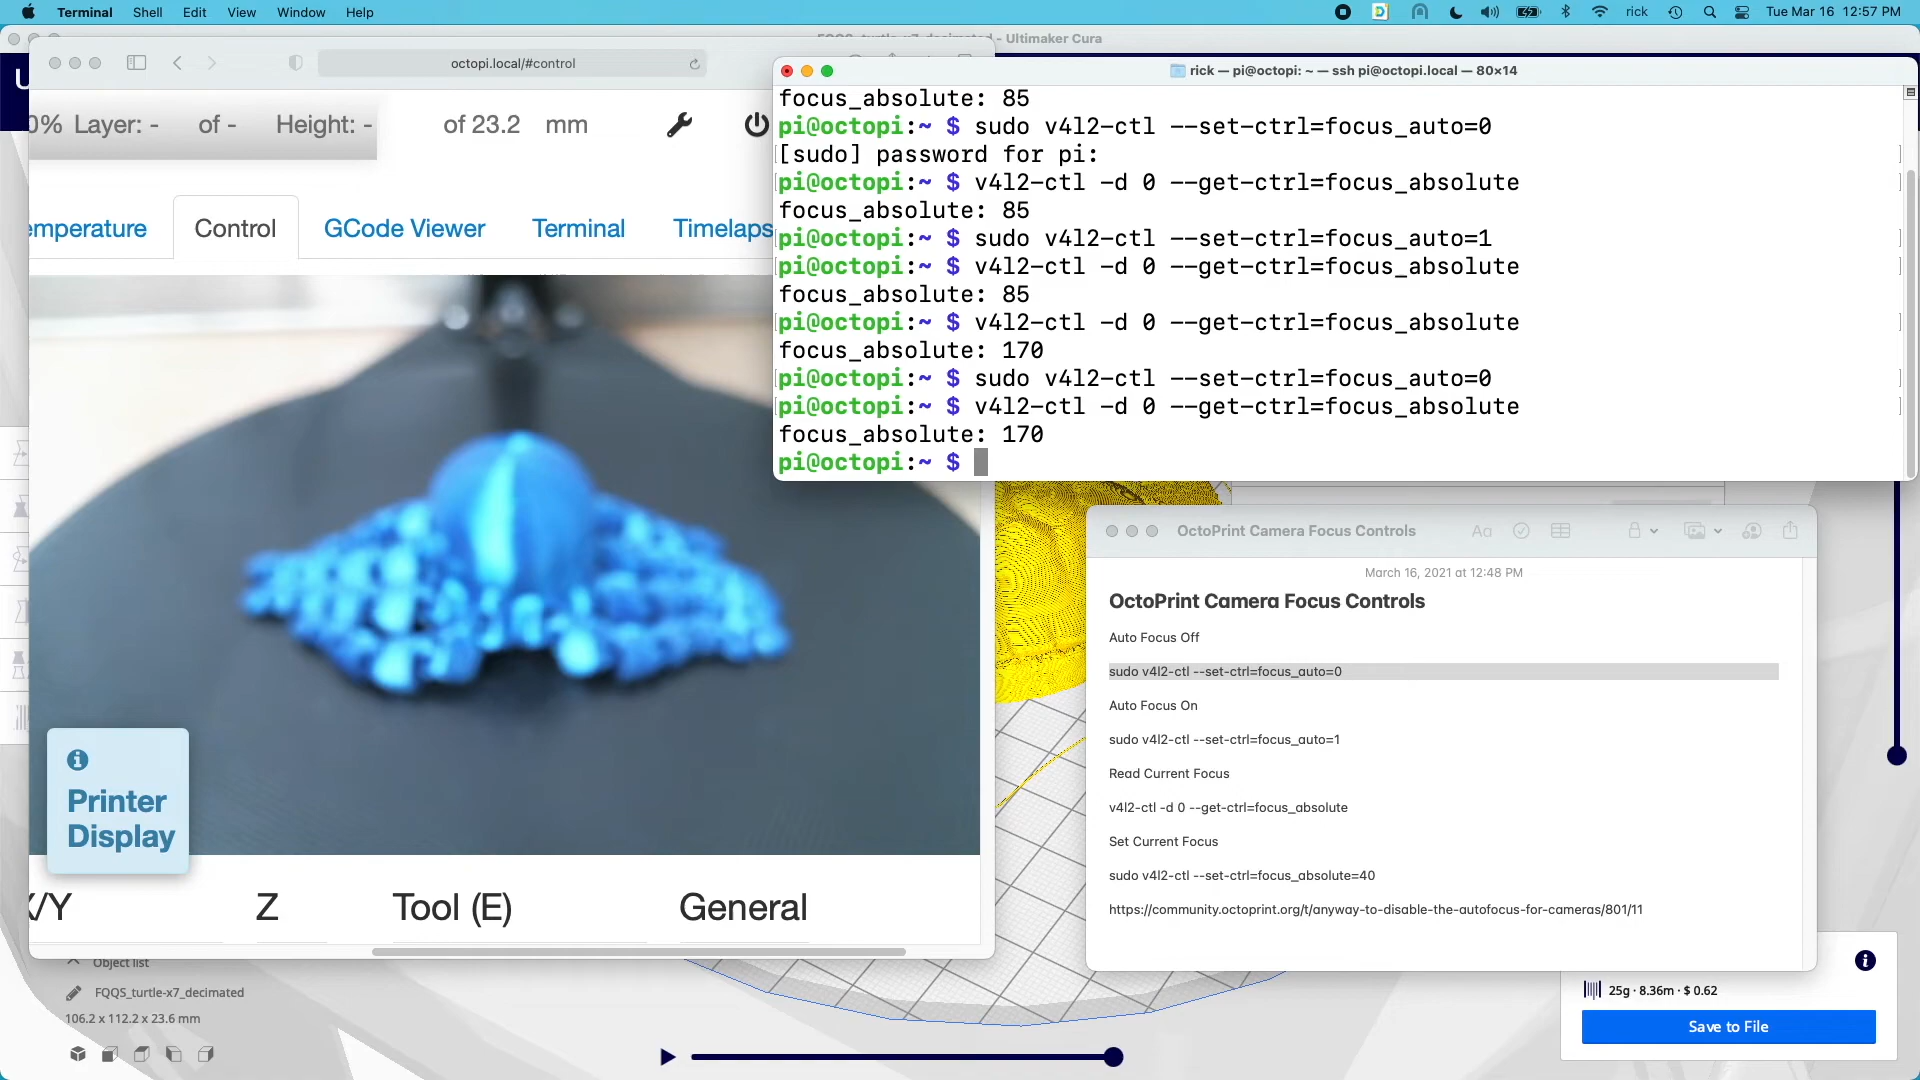 Terminal Shell Edit View Window Help
rick Tue Mar 16 12:57 PM
- Ultimaker Cura
octopi.local/#control
0% Layer: - of - Height: - of 23.2 mm
emperature Control GCode Viewer Terminal Timelaps
Printer
Display
X/Y Z Tool (E) General
rick — pi@octopi: ~ — ssh pi@octopi.local — 80×14
focus_absolute: 85
pi@octopi:~ $ sudo v4l2-ctl --set-ctrl=focus_auto=0
[sudo] password for pi:
pi@octopi:~ $ v4l2-ctl -d 0 --get-ctrl=focus_absolute
focus_absolute: 85
pi@octopi:~ $ sudo v4l2-ctl --set-ctrl=focus_auto=1
pi@octopi:~ $ v4l2-ctl -d 0 --get-ctrl=focus_absolute
focus_absolute: 85
pi@octopi:~ $ v4l2-ctl -d 0 --get-ctrl=focus_absolute
focus_absolute: 170
pi@octopi:~ $ sudo v4l2-ctl --set-ctrl=focus_auto=0
pi@octopi:~ $ v4l2-ctl -d 0 --get-ctrl=focus_absolute
focus_absolute: 170
pi@octopi:~ $
OctoPrint Camera Focus Controls
Aa
March 16, 2021 at 12:48 PM
OctoPrint Camera Focus Controls
Auto Focus Off
sudo v4l2-ctl --set-ctrl=focus_auto=0
Auto Focus On
sudo v4l2-ctl --set-ctrl=focus_auto=1
Read Current Focus
v4l2-ctl -d 0 --get-ctrl=focus_absolute
Set Current Focus
sudo v4l2-ctl --set-ctrl=focus_absolute=40
https://community.octoprint.org/t/anyway-to-disable-the-autofocus-for-cameras/801/11
Object list
FQQS_turtle-x7_decimated
106.2 x 112.2 x 23.6 mm
25g · 8.36m · $ 0.62
Save to File